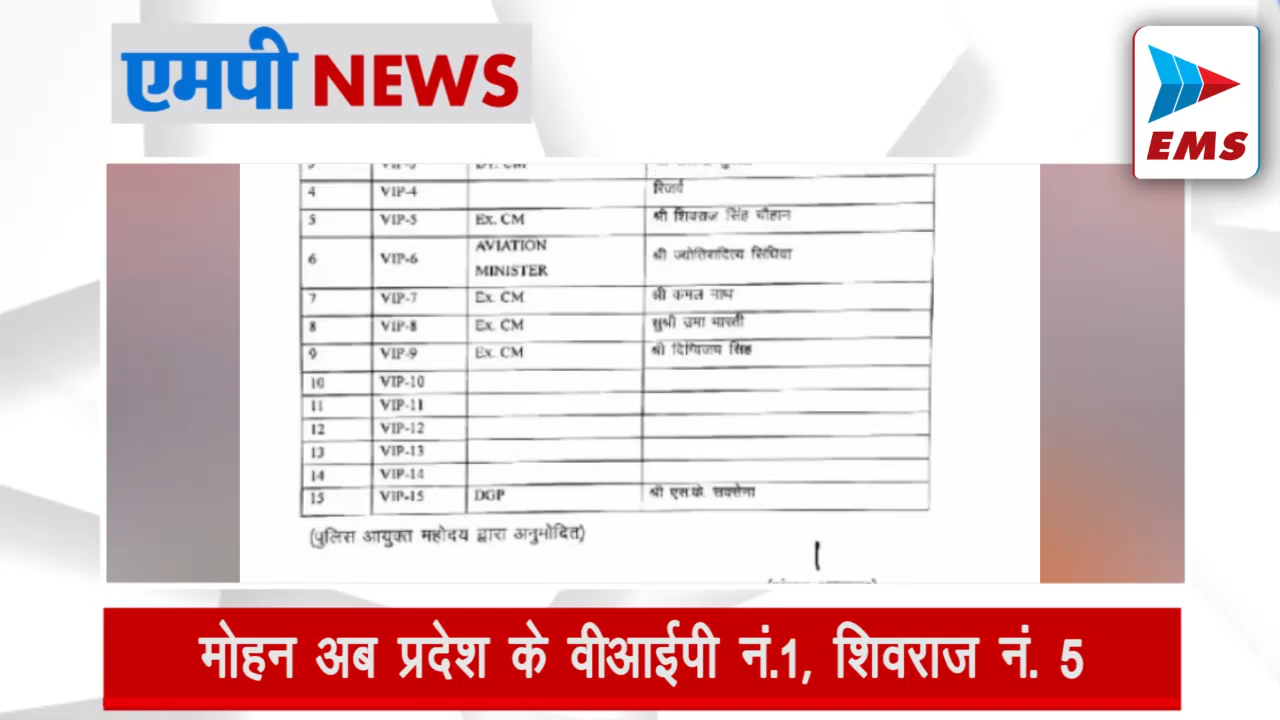 एमपी NEWS
EMS
4 VIP-4 रिजर्व
5 VIP-5 Ex. CM श्री शिवराज सिंह चौहान
6 VIP-6 AVIATION MINISTER श्री ज्योतिरादित्य सिंधिया
7 VIP-7 Ex. CM श्री कमल नाथ
8 VIP-8 Ex. CM सुश्री उमा भारती
9 VIP-9 Ex. CM श्री दिग्विजय सिंह
10 VIP-10
11 VIP-11
12 VIP-12
13 VIP-13
14 VIP-14
15 VIP-15 DGP श्री एस.के. सक्सेना
(पुलिस आयुक्त महोदय द्वारा अनुमोदित)
मोहन अब प्रदेश के वीआईपी नं.1, शिवराज नं. 5